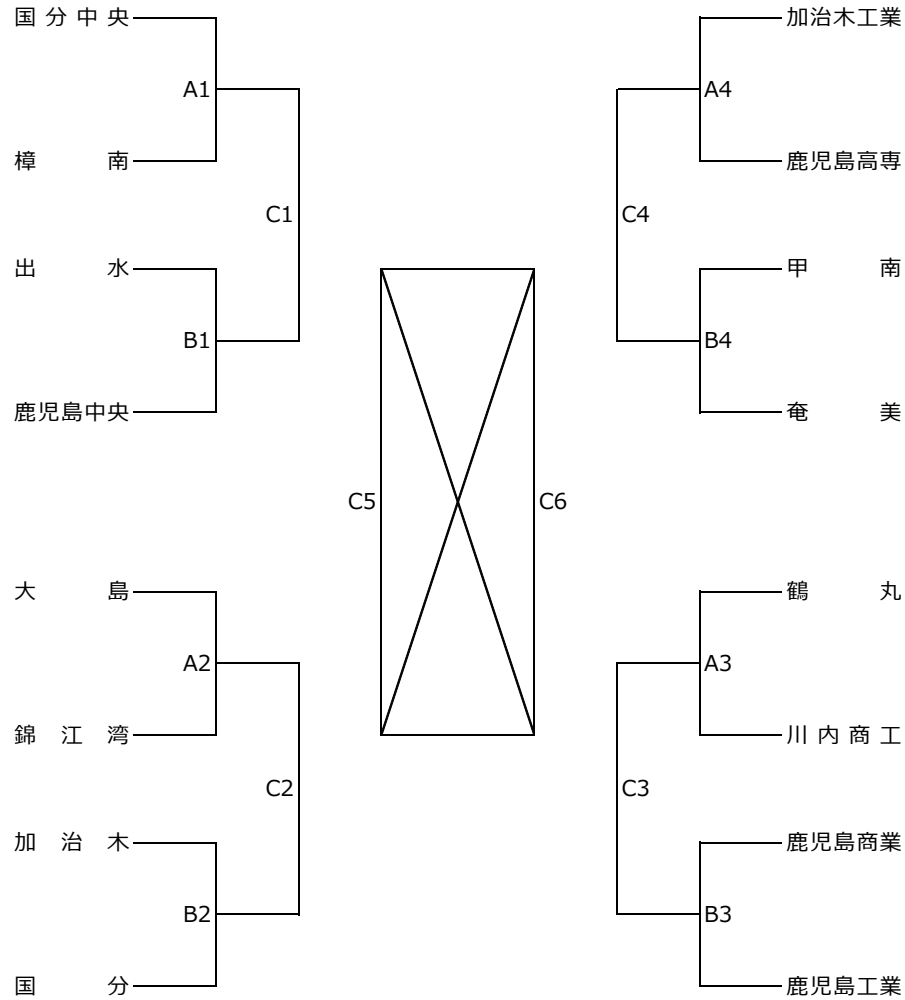 国分中央
A1
樟南
C1
出水
B1
鹿児島中央
大島
A2
錦江湾
C2
加治木
B2
国分
C5
C6
加治木工業
A4
鹿児島高専
C4
甲南
B4
奄美
鶴丸
A3
川内商工
C3
鹿児島商業
B3
鹿児島工業